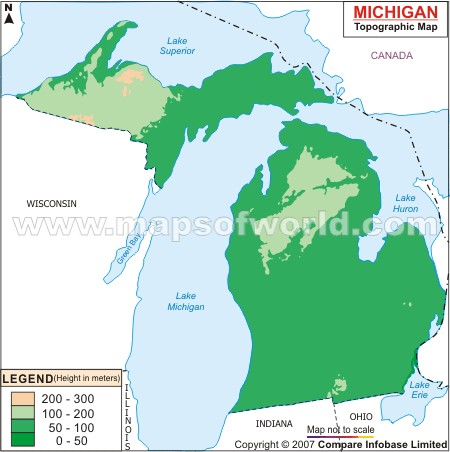 MICHIGAN
Topographic Map
N
Lake
Superior
CANADA
WISCONSIN
Lake
Huron
www.mapsofworld.com
Green Bay
Lake
Michigan
LEGEND (Height in meters)
200 - 300
100 - 200
50 - 100
0 - 50
ILLINOIS
Lake
Erie
INDIANA
OHIO
Map not to scale
Copyright © 2007 Compare Infobase Limited